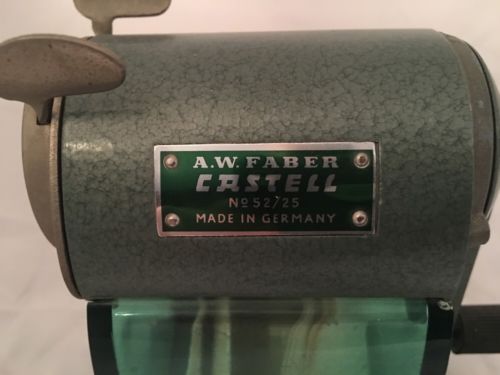 A.W. FABER
CASTELL
No 52/25
MADE IN GERMANY